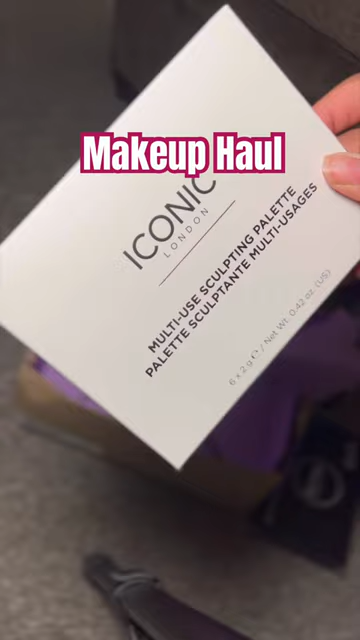 Makeup Haul
ICONIC
LONDON
MULTI-USE SCULPTING PALETTE
PALETTE SCULPTANTE MULTI-USAGES
6 x 2 g ℮ / Net Wt. 0.42 oz. (US)